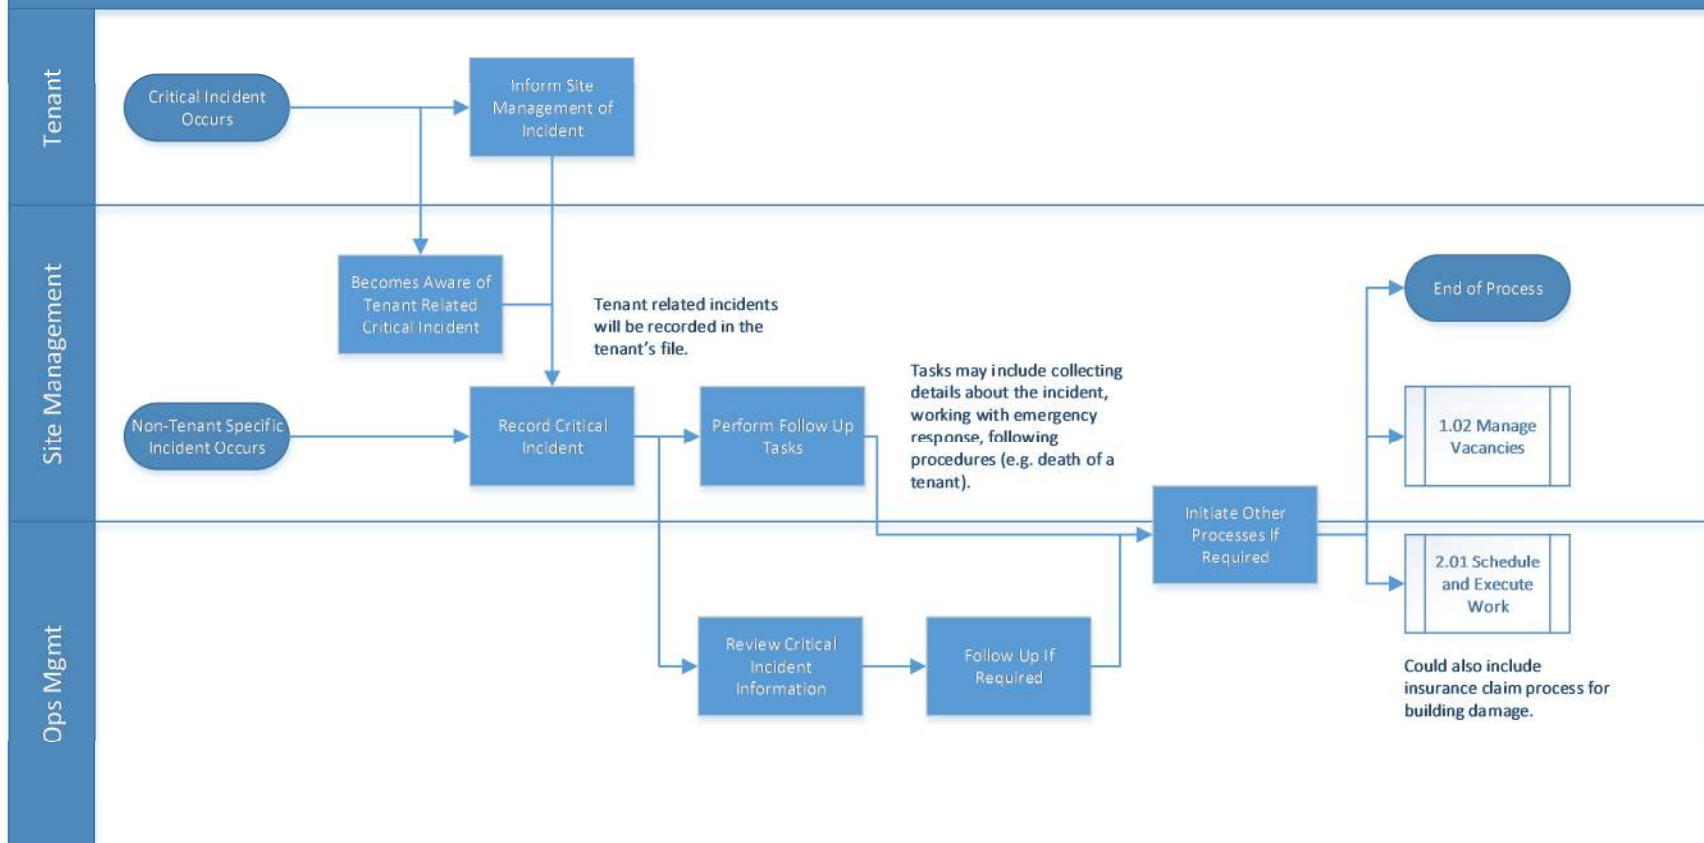 Tenant
Critical Incident
Occurs
Inform Site
Management of
Incident
Site Management
Becomes Aware of
Tenant Related
Critical Incident
Tenant related incidents
will be recorded in the
tenant's file.
Non-Tenant Specific
Incident Occurs
Record Critical
Incident
Perform Follow Up
Tasks
Tasks may include collecting
details about the incident,
working with emergency
response, following
procedures (e.g. death of a
tenant).
End of Process
1.02 Manage
Vacancies
Initiate Other
Processes If
Required
2.01 Schedule
and Execute
Work
Could also include
insurance claim process for
building damage.
Ops Mgmt
Review Critical
Incident
Information
Follow Up If
Required